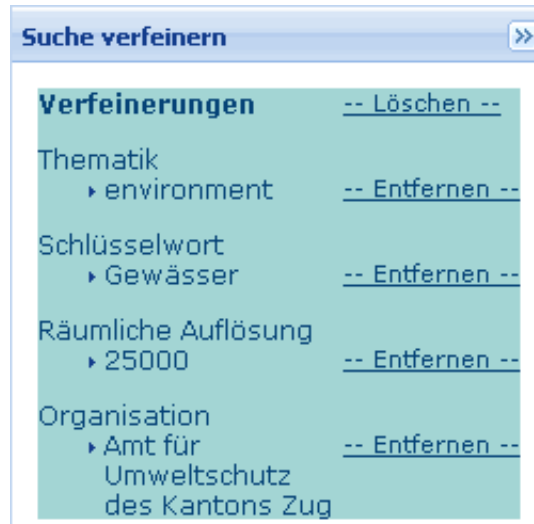 Suche verfeinern
Verfeinerungen -- Löschen --
Thematik
environment -- Entfernen --
Schlüsselwort
Gewässer -- Entfernen --
Räumliche Auflösung
25000 -- Entfernen --
Organisation
Amt für -- Entfernen --
Umweltschutz
des Kantons Zug